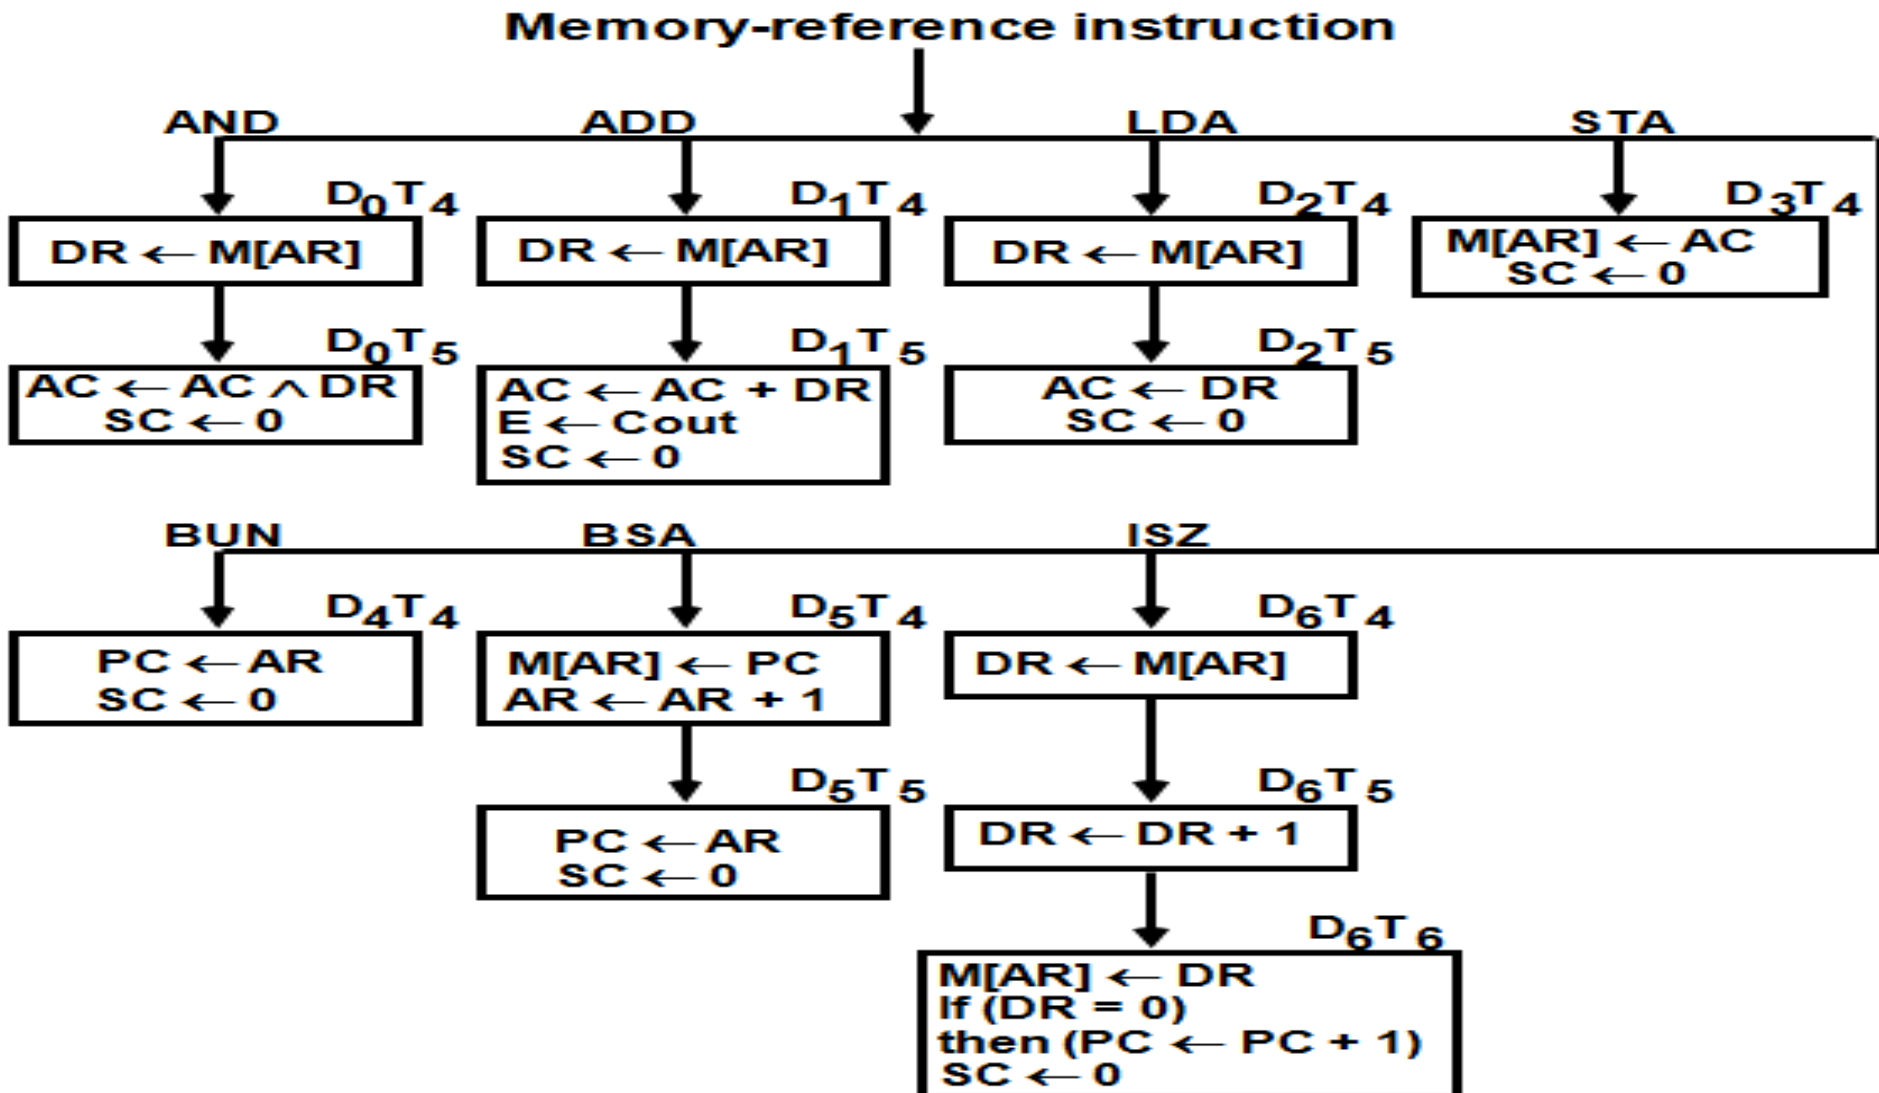 Memory-reference instruction
AND ADD LDA STA
D₀T₄ D₁T₄ D₂T₄ D₃T₄
DR ← M[AR]
DR ← M[AR]
DR ← M[AR]
M[AR] ← AC
SC ← 0
D₀T₅ D₁T₅ D₂T₅
AC ← AC ∧ DR
SC ← 0
AC ← AC + DR
E ← Cout
SC ← 0
AC ← DR
SC ← 0
BUN BSA ISZ
D₄T₄ D₅T₄ D₆T₄
PC ← AR
SC ← 0
M[AR] ← PC
AR ← AR + 1
DR ← M[AR]
D₅T₅ D₆T₅
PC ← AR
SC ← 0
DR ← DR + 1
D₆T₆
M[AR] ← DR
If (DR = 0)
then (PC ← PC + 1)
SC ← 0